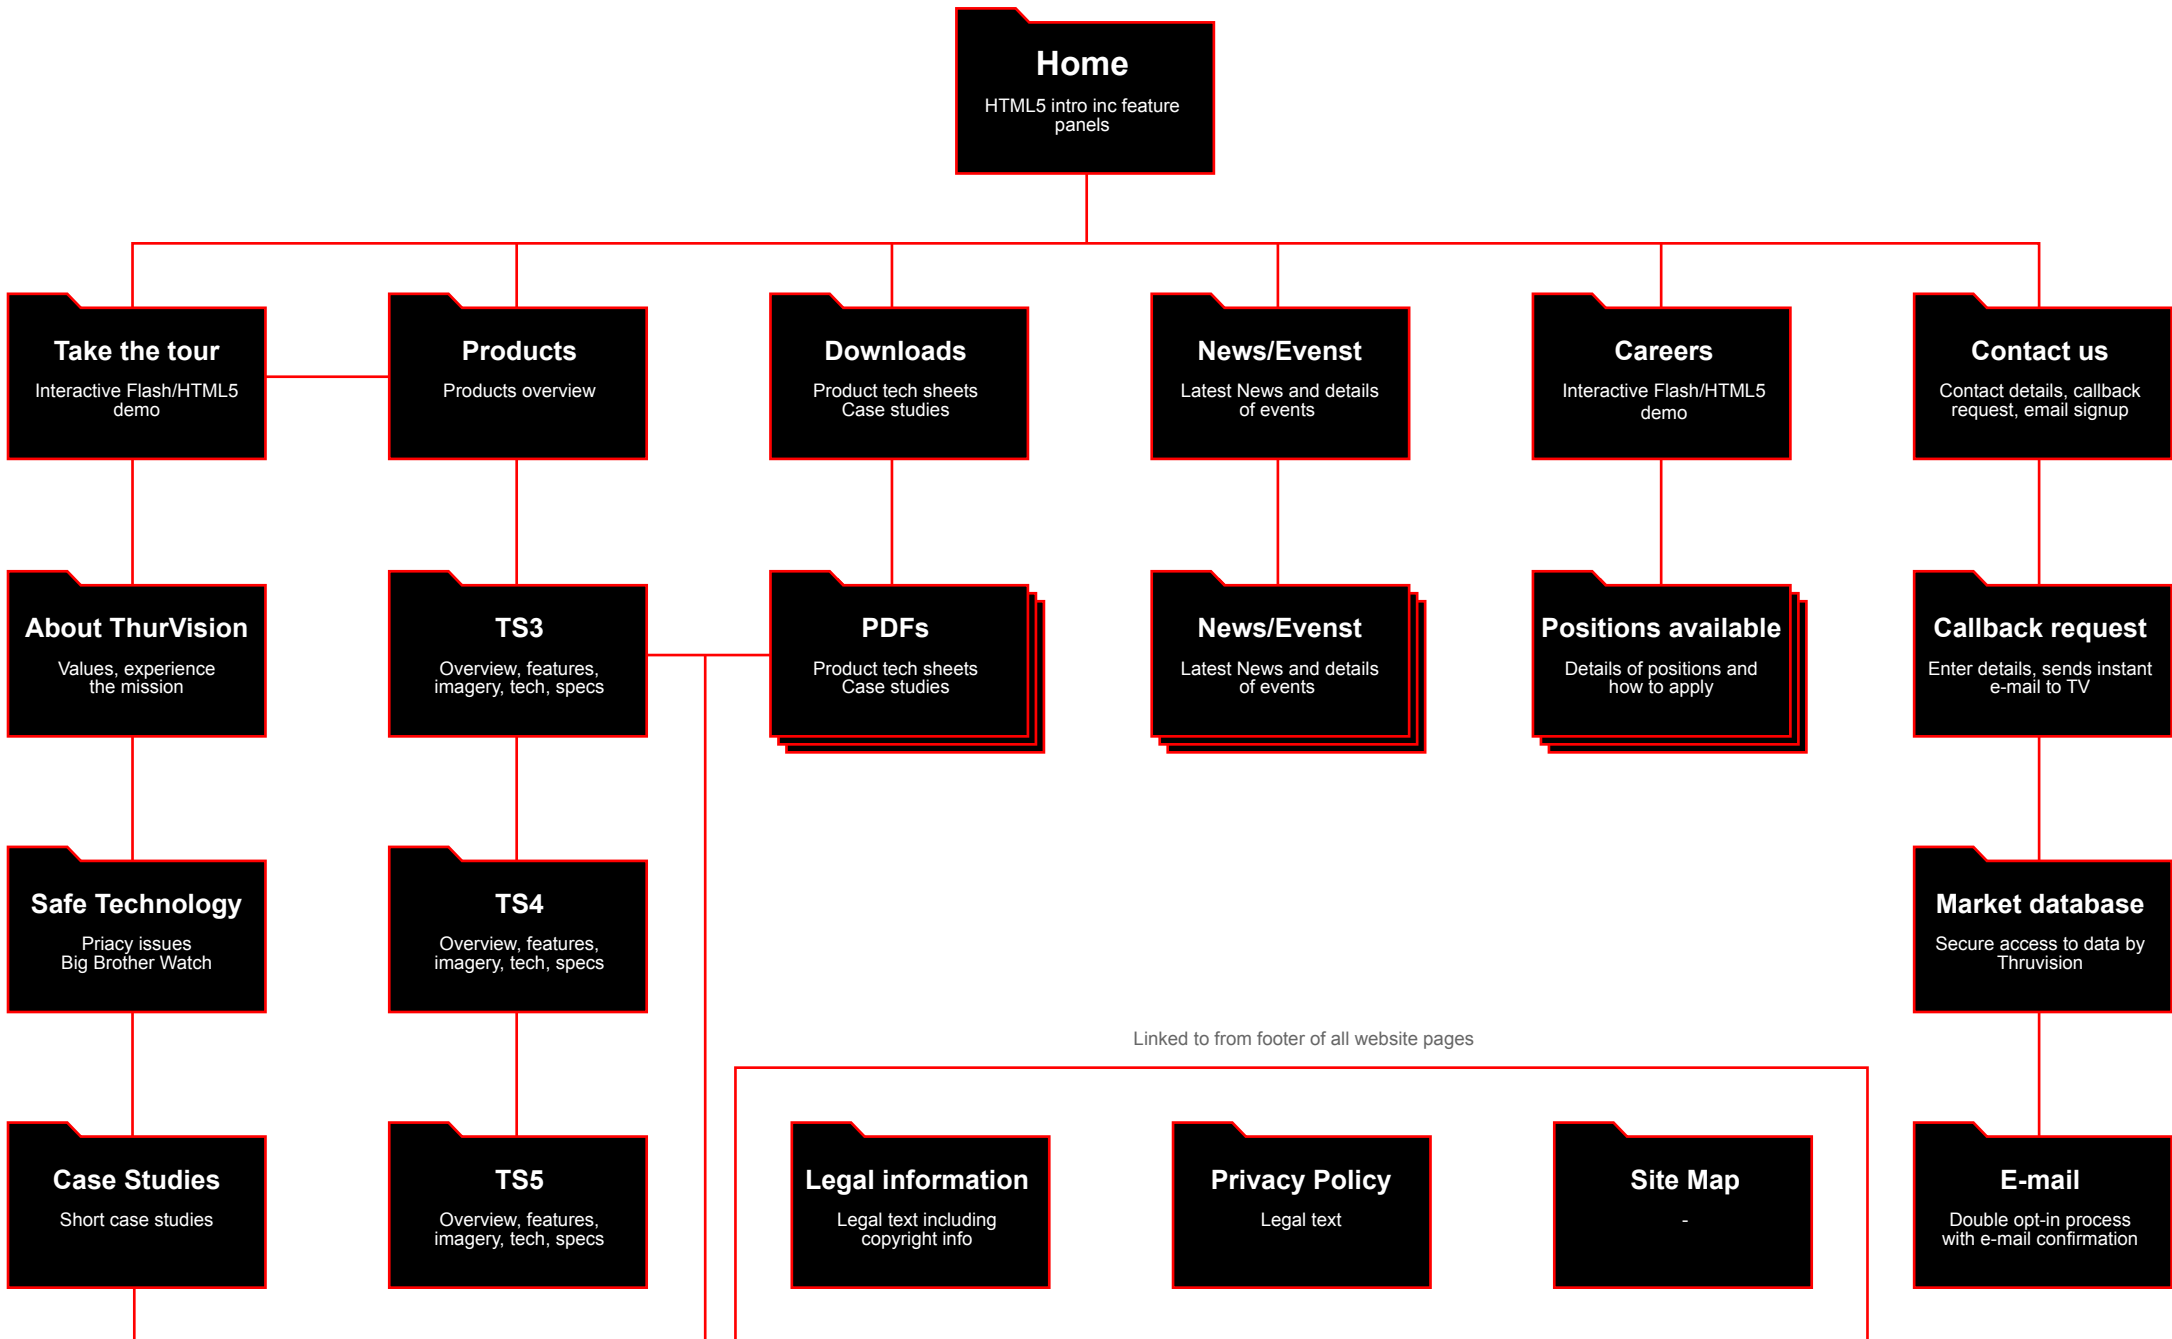 Home
HTML5 intro inc feature
panels
Take the tour
Interactive Flash/HTML5
demo
Products
Products overview
Downloads
Product tech sheets
Case studies
News/Evenst
Latest News and details
of events
Careers
Interactive Flash/HTML5
demo
Contact us
Contact details, callback
request, email signup
About ThurVision
Values, experience
the mission
TS3
Overview, features,
imagery, tech, specs
PDFs
Product tech sheets
Case studies
News/Evenst
Latest News and details
of events
Positions available
Details of positions and
how to apply
Callback request
Enter details, sends instant
e-mail to TV
Safe Technology
Priacy issues
Big Brother Watch
TS4
Overview, features,
imagery, tech, specs
Market database
Secure access to data by
Thruvision
Linked to from footer of all website pages
Case Studies
Short case studies
TS5
Overview, features,
imagery, tech, specs
Legal information
Legal text including
copyright info
Privacy Policy
Legal text
Site Map
-
E-mail
Double opt-in process
with e-mail confirmation